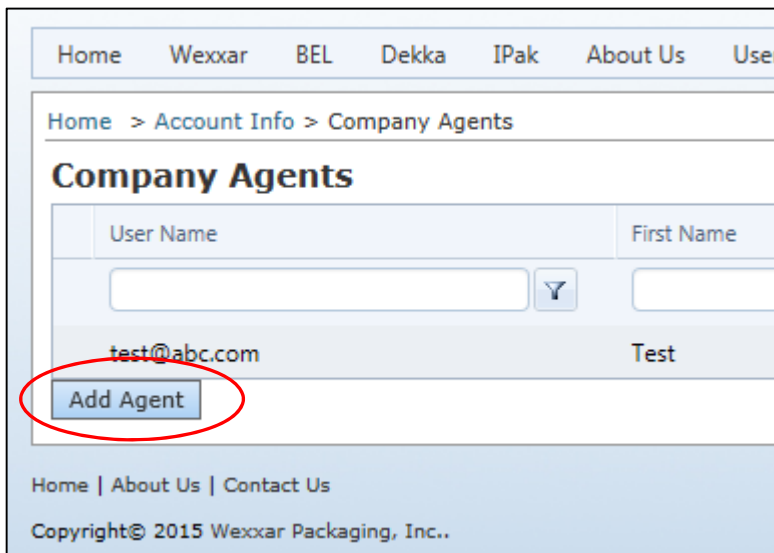 Home Wexxar BEL Dekka IPak About Us
Home > Account Info > Company Agents
Company Agents
User Name First Name
test@abc.com Test
Add Agent
Home | About Us | Contact Us
Copyright© 2015 Wexxar Packaging, Inc..